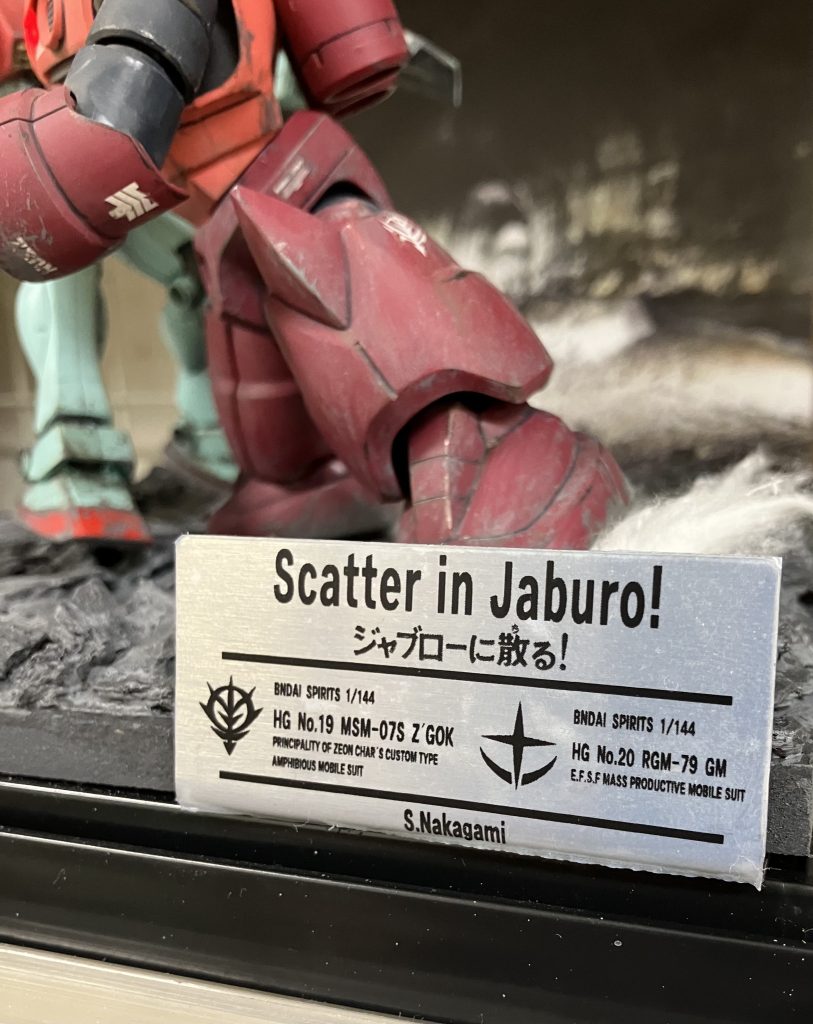 Scatter in Jaburo!
ジャブローに散る!
BNDAI SPIRITS 1/144
HG No.19 MSM-07S Z'GOK
PRINCIPALITY OF ZEON CHAR'S CUSTOM TYPE
AMPHIBIOUS MOBILE SUIT
BNDAI SPIRITS 1/144
HG No.20 RGM-79 GM
E.F.S.F MASS PRODUCTIVE MOBILE SUIT
S.Nakagami